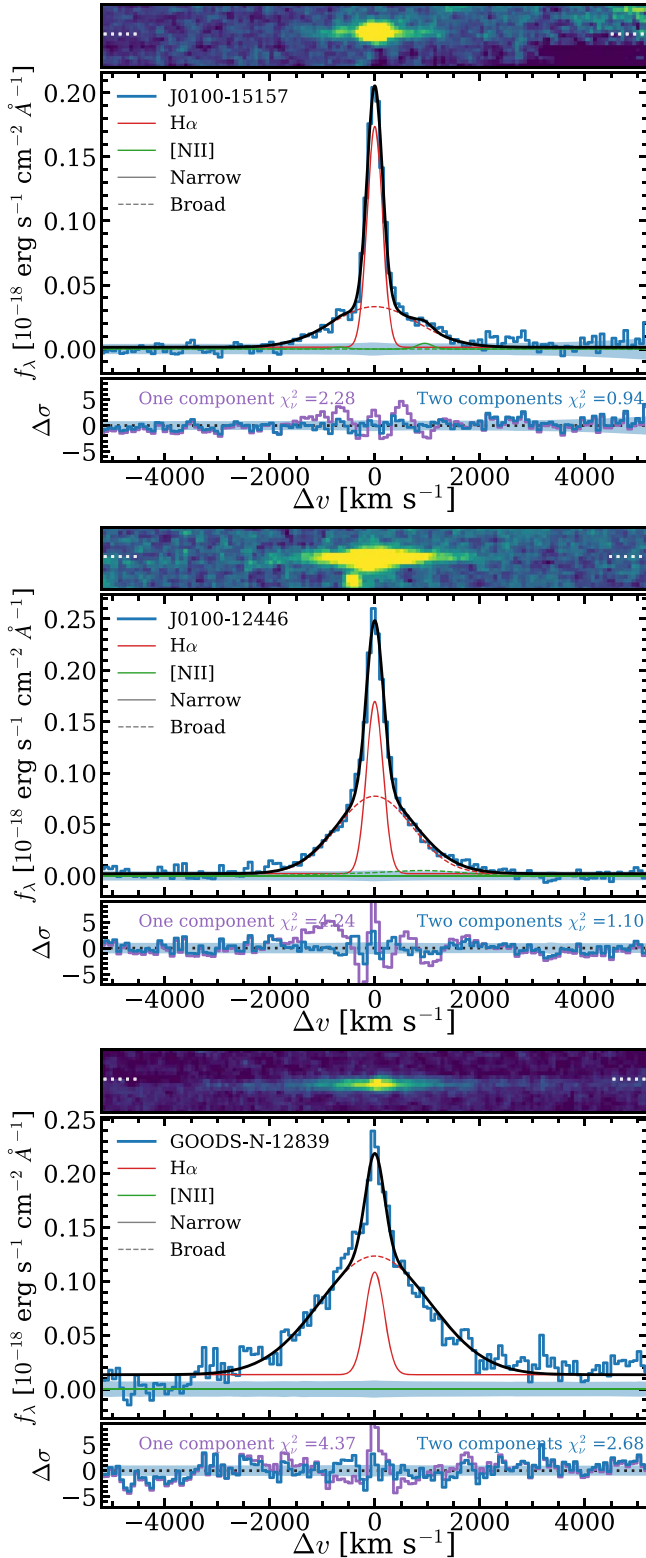 0.20
0.15
0.10
0.05
0.00
f_λ [10⁻¹⁸ erg s⁻¹ cm⁻² Å⁻¹]
J0100-15157
Hα
[NII]
Narrow
Broad
One component χ²_ν =2.28 Two components χ²_ν =0.94
5
0
−5
Δσ
−4000 −2000 0 2000 4000
Δv [km s⁻¹]
0.25
0.20
0.15
0.10
0.05
0.00
f_λ [10⁻¹⁸ erg s⁻¹ cm⁻² Å⁻¹]
J0100-12446
Hα
[NII]
Narrow
Broad
One component χ²_ν =4.24 Two components χ²_ν =1.10
5
0
−5
Δσ
−4000 −2000 0 2000 4000
Δv [km s⁻¹]
0.25
0.20
0.15
0.10
0.05
0.00
f_λ [10⁻¹⁸ erg s⁻¹ cm⁻² Å⁻¹]
GOODS-N-12839
Hα
[NII]
Narrow
Broad
One component χ²_ν =4.37 Two components χ²_ν =2.68
5
0
−5
Δσ
−4000 −2000 0 2000 4000
Δv [km s⁻¹]